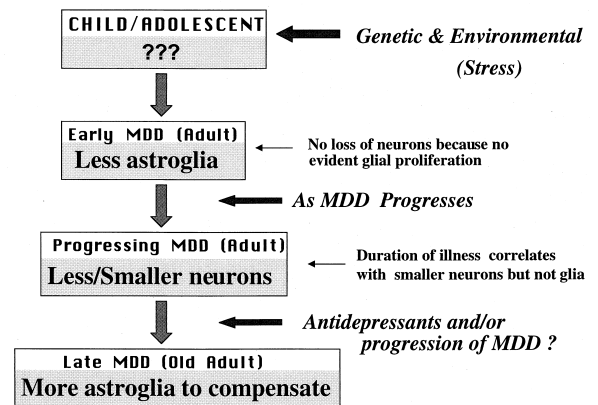 CHILD/ADOLESCENT
???
Genetic & Environmental
(Stress)
Early MDD (Adult)
Less astroglia
No loss of neurons because no
evident glial proliferation
As MDD Progresses
Progressing MDD (Adult)
Less/Smaller neurons
Duration of illness correlates
with smaller neurons but not glia
Antidepressants and/or
progression of MDD ?
Late MDD (Old Adult)
More astroglia to compensate